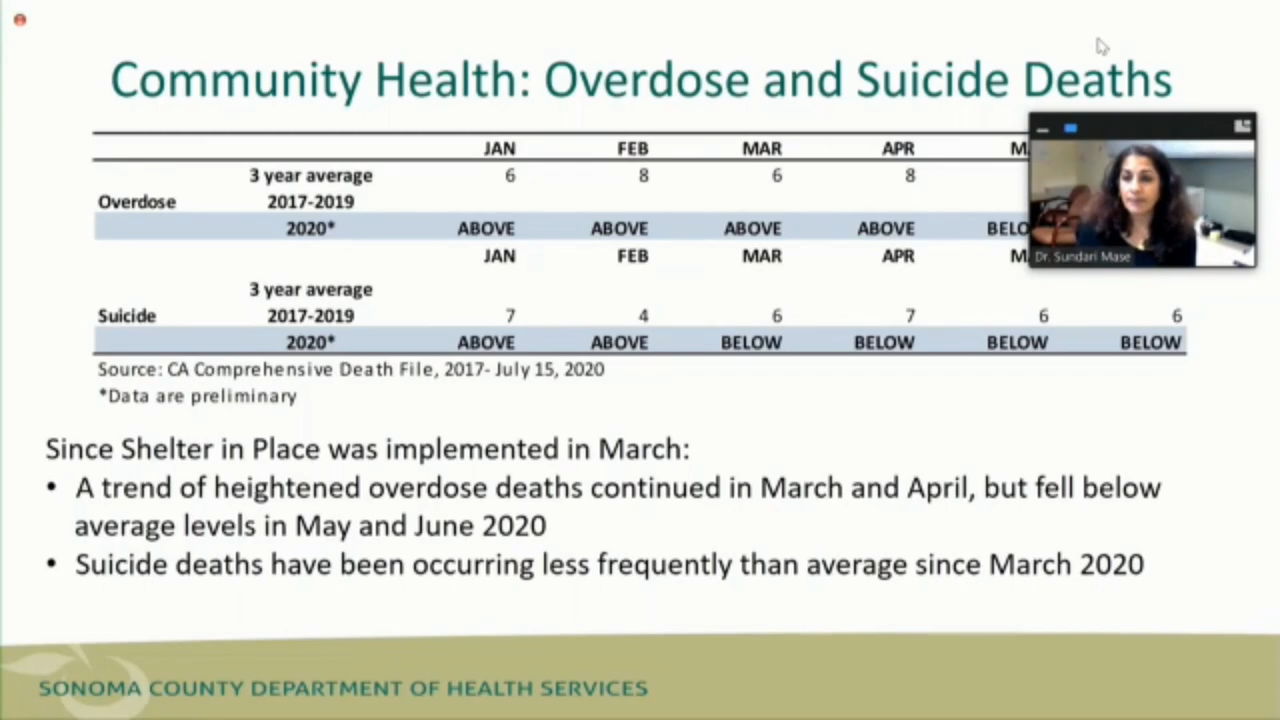 Community Health: Overdose and Suicide Deaths
JAN FEB MAR APR
3 year average 6 8 6 8
Overdose 2017-2019
2020* ABOVE ABOVE ABOVE ABOVE
JAN FEB MAR APR
3 year average
Suicide 2017-2019 7 4 6 7 6 6
2020* ABOVE ABOVE BELOW BELOW BELOW BELOW
Source: CA Comprehensive Death File, 2017- July 15, 2020
*Data are preliminary
Dr. Sundari Mase
Since Shelter in Place was implemented in March:
• A trend of heightened overdose deaths continued in March and April, but fell below
average levels in May and June 2020
• Suicide deaths have been occurring less frequently than average since March 2020
SONOMA COUNTY DEPARTMENT OF HEALTH SERVICES